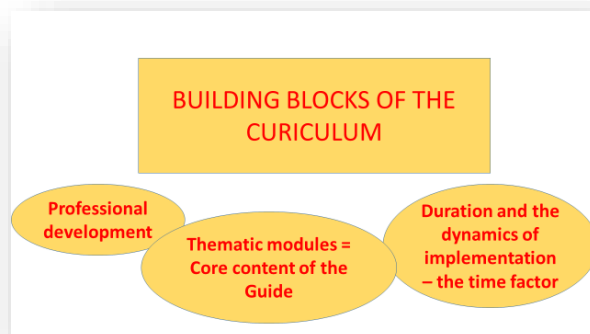 BUILDING BLOCKS OF THE
CURICULUM
Professional
development
Thematic modules =
Core content of the
Guide
Duration and the
dynamics of
implementation
– the time factor